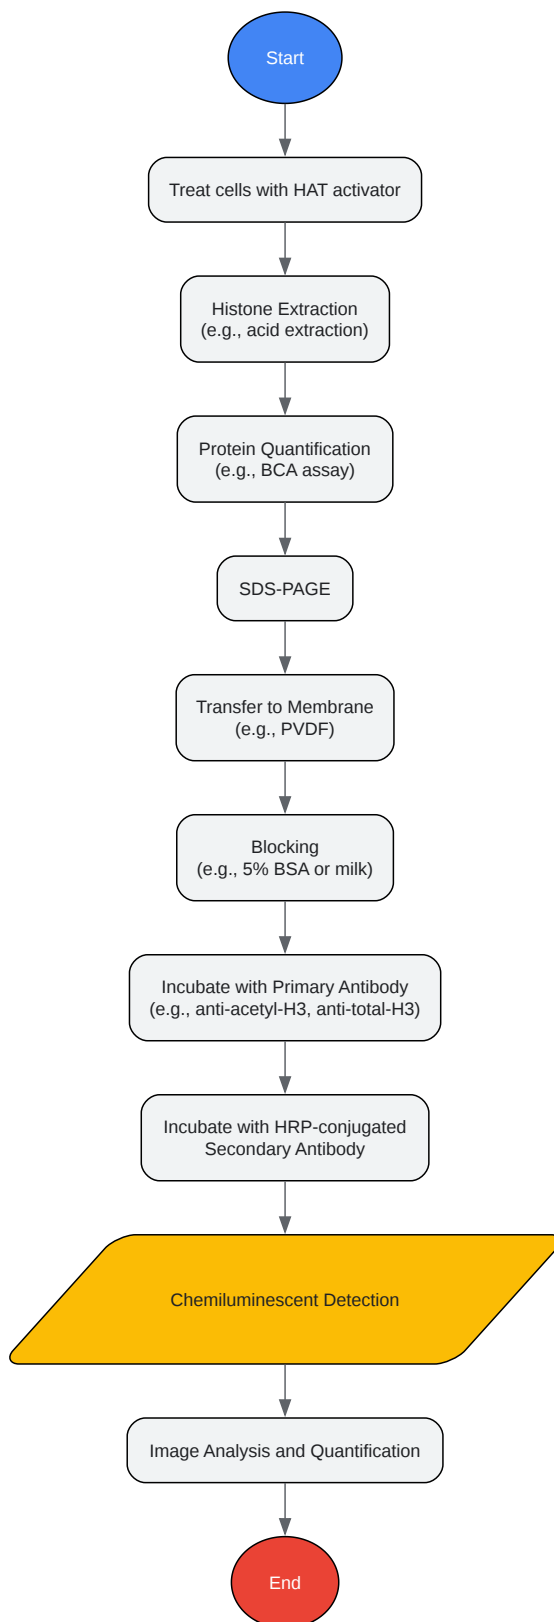 Start
Treat cells with HAT activator
Histone Extraction
(e.g., acid extraction)
Protein Quantification
(e.g., BCA assay)
SDS-PAGE
Transfer to Membrane
(e.g., PVDF)
Blocking
(e.g., 5% BSA or milk)
Incubate with Primary Antibody
(e.g., anti-acetyl-H3, anti-total-H3)
Incubate with HRP-conjugated
Secondary Antibody
Chemiluminescent Detection
Image Analysis and Quantification
End